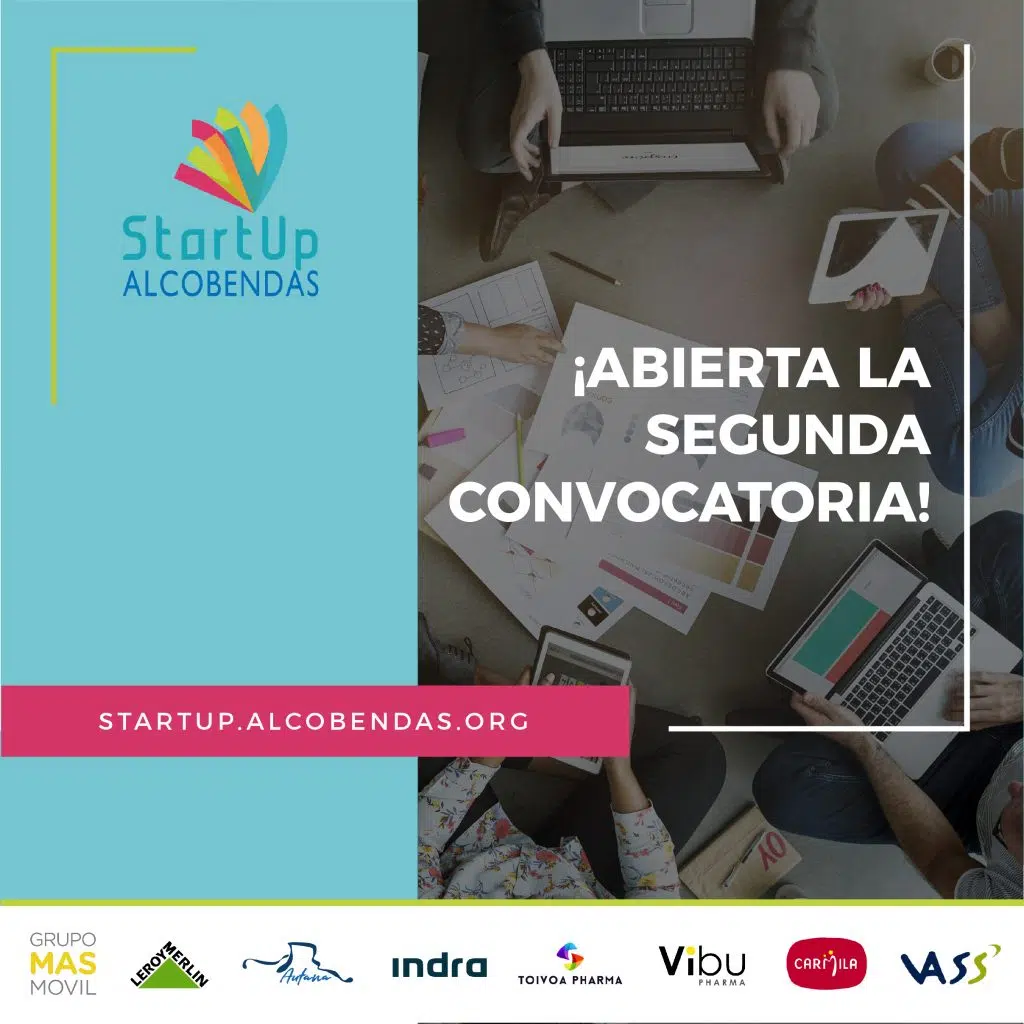 StartUp
ALCOBENDAS
¡ABIERTA LA
SEGUNDA
CONVOCATORIA!
STARTUP.ALCOBENDAS.ORG
GRUPO
MAS
MOVIL
LEROY MERLIN
Autana
indra
TOIVOA PHARMA
Vibu
PHARMA
CARMILA
VASS